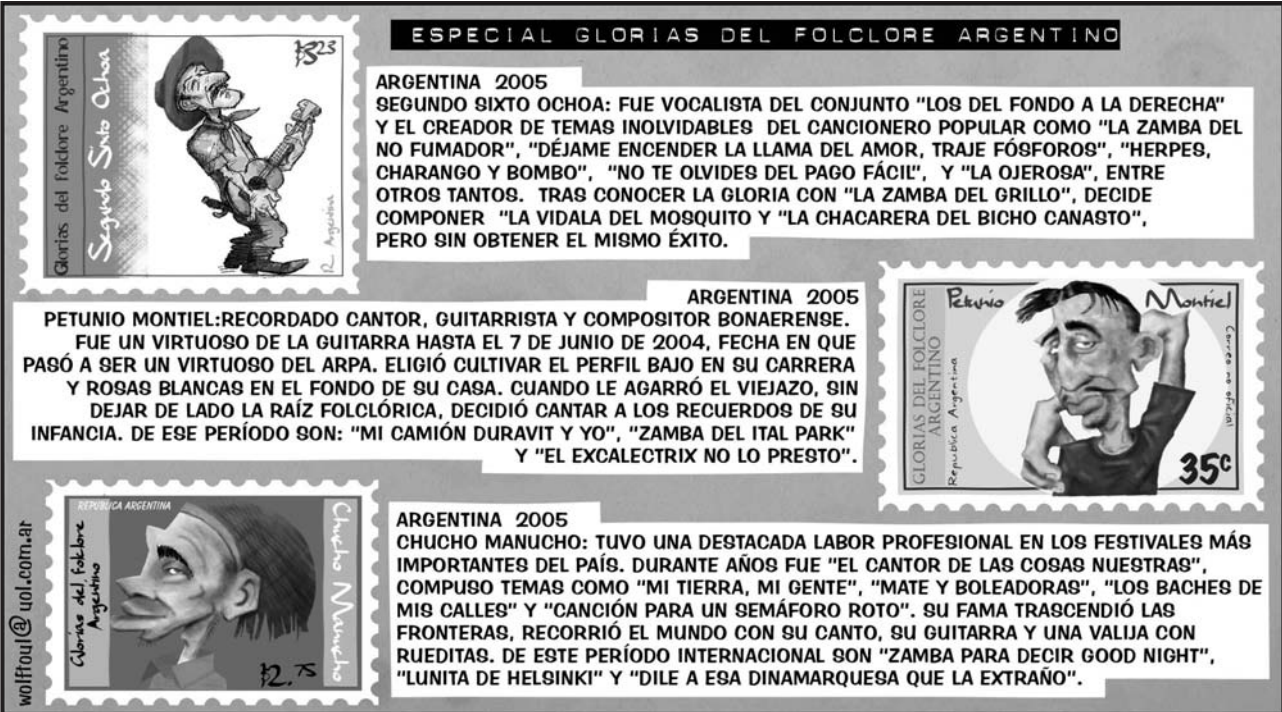 ESPECIAL GLORIAS DEL FOLCLORE ARGENTINO
Glorias del folclore Argentino
Segundo Sixto Ochoa
$23
R. Argentina
ARGENTINA 2005
SEGUNDO SIXTO OCHOA: FUE VOCALISTA DEL CONJUNTO "LOS DEL FONDO A LA DERECHA"
Y EL CREADOR DE TEMAS INOLVIDABLES DEL CANCIONERO POPULAR COMO "LA ZAMBA DEL
NO FUMADOR", "DÉJAME ENCENDER LA LLAMA DEL AMOR, TRAJE FÓSFOROS", "HERPES,
CHARANGO Y BOMBO", "NO TE OLVIDES DEL PAGO FÁCIL", Y "LA OJEROSA", ENTRE
OTROS TANTOS. TRAS CONOCER LA GLORIA CON "LA ZAMBA DEL GRILLO", DECIDE
COMPONER "LA VIDALA DEL MOSQUITO Y "LA CHACARERA DEL BICHO CANASTO",
PERO SIN OBTENER EL MISMO ÉXITO.
ARGENTINA 2005
PETUNIO MONTIEL:RECORDADO CANTOR, GUITARRISTA Y COMPOSITOR BONAERENSE.
FUE UN VIRTUOSO DE LA GUITARRA HASTA EL 7 DE JUNIO DE 2004, FECHA EN QUE
PASÓ A SER UN VIRTUOSO DEL ARPA. ELIGIÓ CULTIVAR EL PERFIL BAJO EN SU CARRERA
Y ROSAS BLANCAS EN EL FONDO DE SU CASA. CUANDO LE AGARRÓ EL VIEJAZO, SIN
DEJAR DE LADO LA RAÍZ FOLCLÓRICA, DECIDIÓ CANTAR A LOS RECUERDOS DE SU
INFANCIA. DE ESE PERÍODO SON: "MI CAMIÓN DURAVIT Y YO", "ZAMBA DEL ITAL PARK"
Y "EL EXCALECTRIX NO LO PRESTO".
Petunio Montiel
GLORIAS DEL FOLCLORE
ARGENTINO
Republica Argentina
Correo no oficial
35c
REPUBLICA ARGENTINA
Glorias del Folclore
Argentino
Chucho Manucho
$2.75
ARGENTINA 2005
CHUCHO MANUCHO: TUVO UNA DESTACADA LABOR PROFESIONAL EN LOS FESTIVALES MÁS
IMPORTANTES DEL PAÍS. DURANTE AÑOS FUE "EL CANTOR DE LAS COSAS NUESTRAS",
COMPUSO TEMAS COMO "MI TIERRA, MI GENTE", "MATE Y BOLEADORAS", "LOS BACHES DE
MIS CALLES" Y "CANCIÓN PARA UN SEMÁFORO ROTO". SU FAMA TRASCENDIÓ LAS
FRONTERAS, RECORRIÓ EL MUNDO CON SU CANTO, SU GUITARRA Y UNA VALIJA CON
RUEDITAS. DE ESTE PERÍODO INTERNACIONAL SON "ZAMBA PARA DECIR GOOD NIGHT",
"LUNITA DE HELSINKI" Y "DILE A ESA DINAMARQUESA QUE LA EXTRAÑO".
wolffoul@uol.com.ar